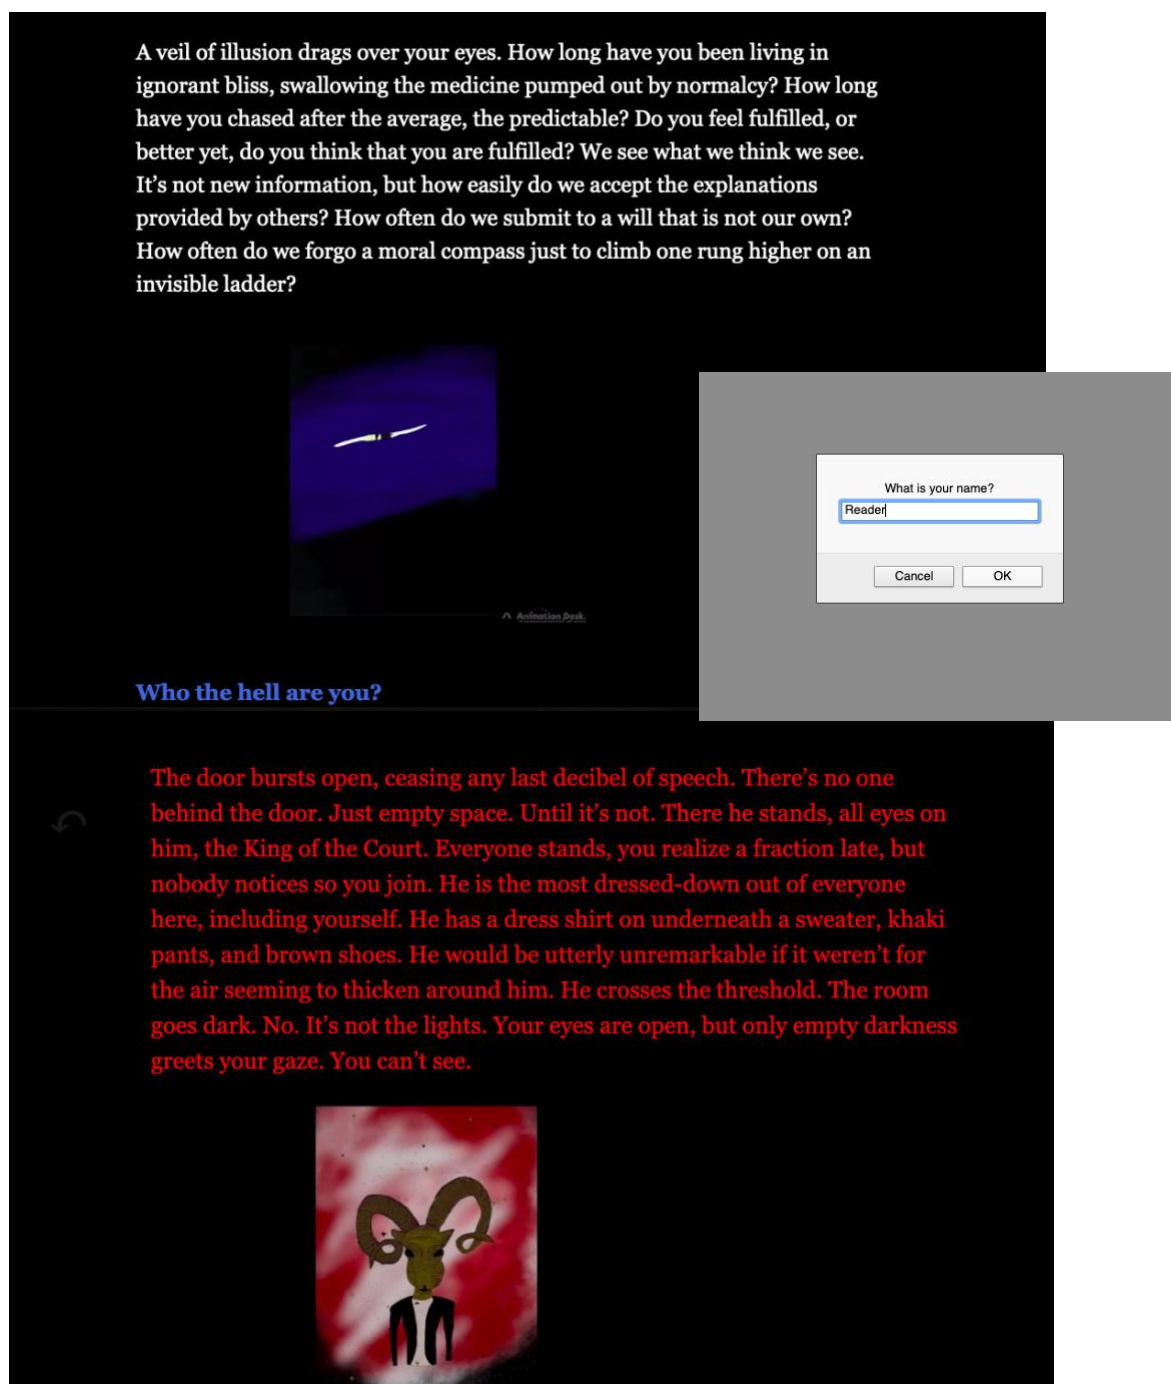 A veil of illusion drags over your eyes. How long have you been living in
ignorant bliss, swallowing the medicine pumped out by normalcy? How long
have you chased after the average, the predictable? Do you feel fulfilled, or
better yet, do you think that you are fulfilled? We see what we think we see.
It’s not new information, but how easily do we accept the explanations
provided by others? How often do we submit to a will that is not our own?
How often do we forgo a moral compass just to climb one rung higher on an
invisible ladder?
What is your name?
Reader
Cancel OK
Animation Desk.
Who the hell are you?
The door bursts open, ceasing any last decibel of speech. There’s no one
behind the door. Just empty space. Until it’s not. There he stands, all eyes on
him, the King of the Court. Everyone stands, you realize a fraction late, but
nobody notices so you join. He is the most dressed-down out of everyone
here, including yourself. He has a dress shirt on underneath a sweater, khaki
pants, and brown shoes. He would be utterly unremarkable if it weren’t for
the air seeming to thicken around him. He crosses the threshold. The room
goes dark. No. It’s not the lights. Your eyes are open, but only empty darkness
greets your gaze. You can’t see.